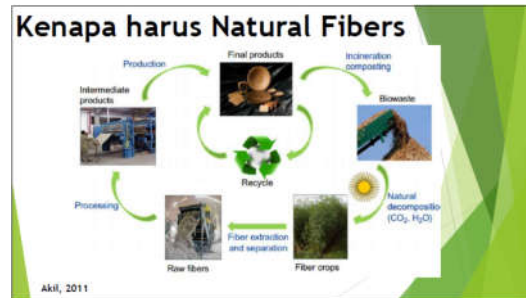 Kenapa harus Natural Fibers
Final products
Production
Incineration
composting
Intermediate
products
Biowaste
Recycle
Natural
decompositio
(CO₂, H₂O)
Processing
Fiber extraction
and separation
Raw fibers
Fiber crops
Akil, 2011